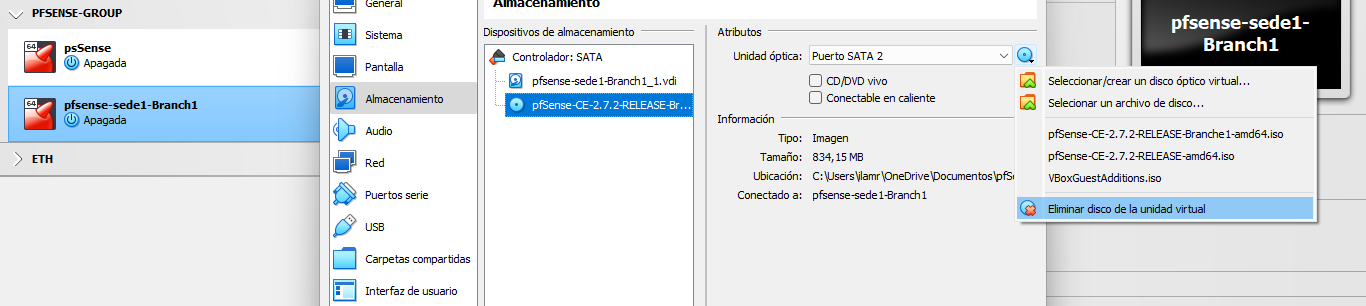 PFSENSE-GROUP
64
psSense
Apagada
64
pfsense-sede1-Branch1
Apagada
ETH
General
Sistema
Pantalla
Almacenamiento
Audio
Red
Puertos serie
USB
Carpetas compartidas
Interfaz de usuario
Almacenamiento
Dispositivos de almacenamiento
Controlador: SATA
pfsense-sede1-Branch1_1.vdi
pfSense-CE-2.7.2-RELEASE-Br...
Atributos
Unidad óptica: Puerto SATA 2
CD/DVD vivo
Conectable en caliente
Información
Tipo: Imagen
Tamaño: 834,15 MB
Ubicación: C:\Users\ilamr\OneDrive\Documentos\pfS
Conectado a: pfsense-sede1-Branch1
Seleccionar/crear un disco óptico virtual...
Selecionar un archivo de disco...
pfSense-CE-2.7.2-RELEASE-Branche1-amd64.iso
pfSense-CE-2.7.2-RELEASE-amd64.iso
VBoxGuestAdditions.iso
Eliminar disco de la unidad virtual
pfsense-sede1-
Branch1